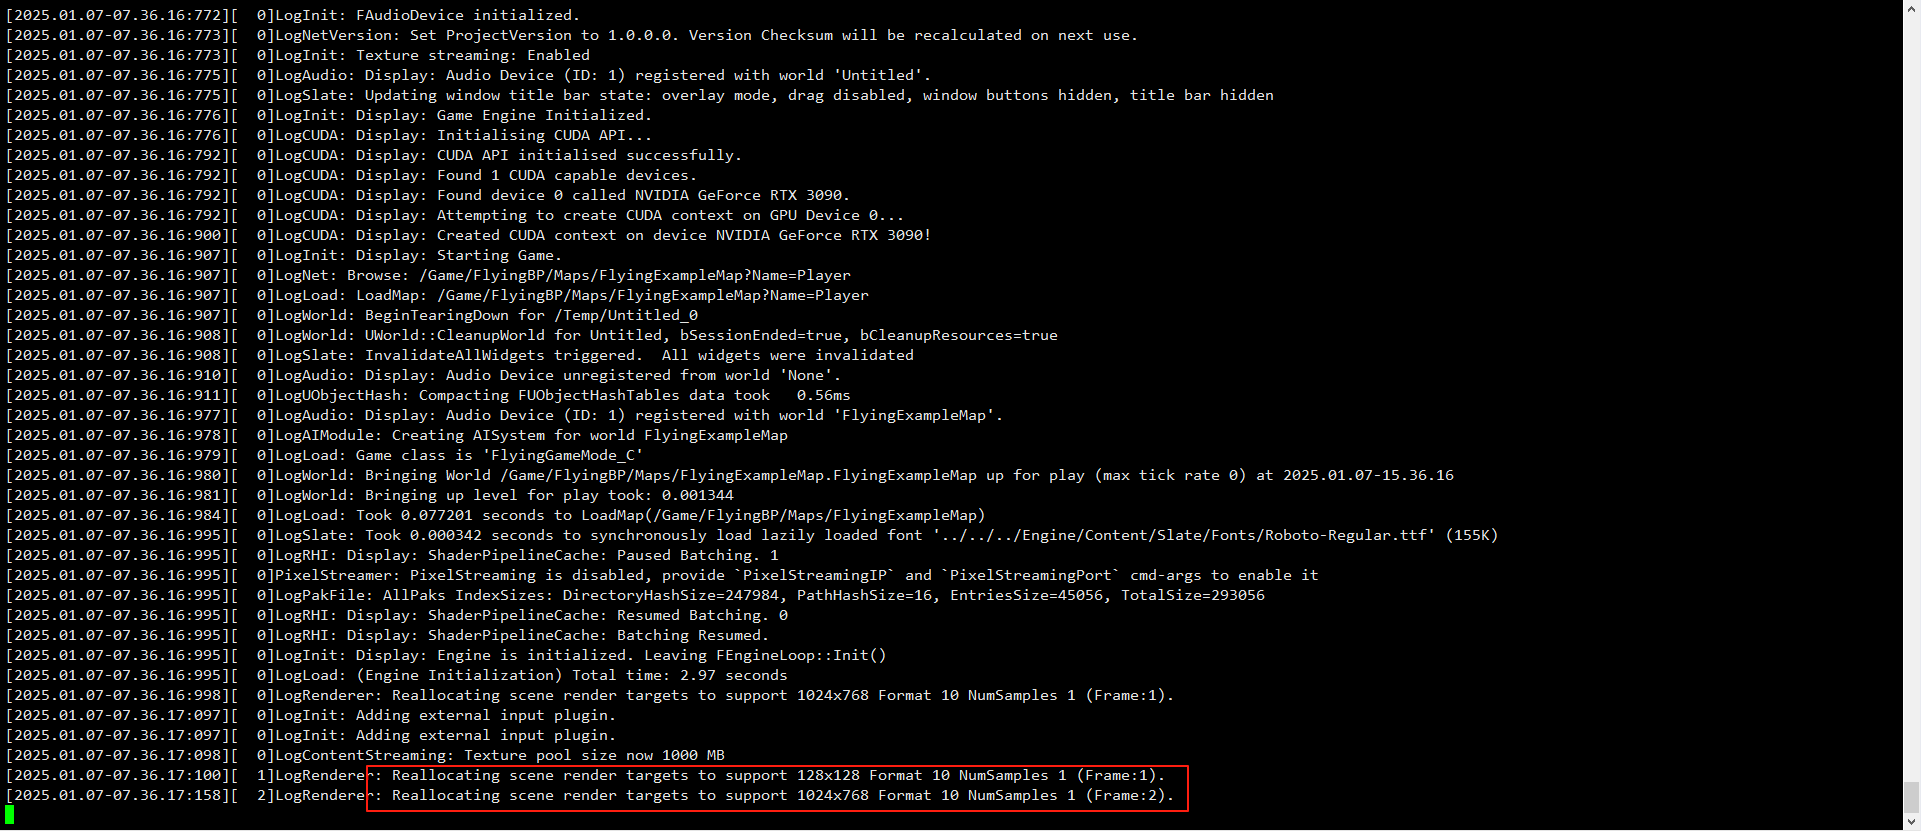 [2025.01.07-07.36.16:772][  0]LogInit: FAudioDevice initialized.
[2025.01.07-07.36.16:773][  0]LogNetVersion: Set ProjectVersion to 1.0.0.0. Version Checksum will be recalculated on next use.
[2025.01.07-07.36.16:773][  0]LogInit: Texture streaming: Enabled
[2025.01.07-07.36.16:775][  0]LogAudio: Display: Audio Device (ID: 1) registered with world 'Untitled'.
[2025.01.07-07.36.16:775][  0]LogSlate: Updating window title bar state: overlay mode, drag disabled, window buttons hidden, title bar hidden
[2025.01.07-07.36.16:776][  0]LogInit: Display: Game Engine Initialized.
[2025.01.07-07.36.16:776][  0]LogCUDA: Display: Initialising CUDA API...
[2025.01.07-07.36.16:792][  0]LogCUDA: Display: CUDA API initialised successfully.
[2025.01.07-07.36.16:792][  0]LogCUDA: Display: Found 1 CUDA capable devices.
[2025.01.07-07.36.16:792][  0]LogCUDA: Display: Found device 0 called NVIDIA GeForce RTX 3090.
[2025.01.07-07.36.16:792][  0]LogCUDA: Display: Attempting to create CUDA context on GPU Device 0...
[2025.01.07-07.36.16:900][  0]LogCUDA: Display: Created CUDA context on device NVIDIA GeForce RTX 3090!
[2025.01.07-07.36.16:907][  0]LogInit: Display: Starting Game.
[2025.01.07-07.36.16:907][  0]LogNet: Browse: /Game/FlyingBP/Maps/FlyingExampleMap?Name=Player
[2025.01.07-07.36.16:907][  0]LogLoad: LoadMap: /Game/FlyingBP/Maps/FlyingExampleMap?Name=Player
[2025.01.07-07.36.16:907][  0]LogWorld: BeginTearingDown for /Temp/Untitled_0
[2025.01.07-07.36.16:908][  0]LogWorld: UWorld::CleanupWorld for Untitled, bSessionEnded=true, bCleanupResources=true
[2025.01.07-07.36.16:908][  0]LogSlate: InvalidateAllWidgets triggered.  All widgets were invalidated
[2025.01.07-07.36.16:910][  0]LogAudio: Display: Audio Device unregistered from world 'None'.
[2025.01.07-07.36.16:911][  0]LogUObjectHash: Compacting FUObjectHashTables data took   0.56ms
[2025.01.07-07.36.16:977][  0]LogAudio: Display: Audio Device (ID: 1) registered with world 'FlyingExampleMap'.
[2025.01.07-07.36.16:978][  0]LogAIModule: Creating AISystem for world FlyingExampleMap
[2025.01.07-07.36.16:979][  0]LogLoad: Game class is 'FlyingGameMode_C'
[2025.01.07-07.36.16:980][  0]LogWorld: Bringing World /Game/FlyingBP/Maps/FlyingExampleMap.FlyingExampleMap up for play (max tick rate 0) at 2025.01.07-15.36.16
[2025.01.07-07.36.16:981][  0]LogWorld: Bringing up level for play took: 0.001344
[2025.01.07-07.36.16:984][  0]LogLoad: Took 0.077201 seconds to LoadMap(/Game/FlyingBP/Maps/FlyingExampleMap)
[2025.01.07-07.36.16:995][  0]LogSlate: Took 0.000342 seconds to synchronously load lazily loaded font '../../../Engine/Content/Slate/Fonts/Roboto-Regular.ttf' (155K)
[2025.01.07-07.36.16:995][  0]LogRHI: Display: ShaderPipelineCache: Paused Batching. 1
[2025.01.07-07.36.16:995][  0]PixelStreamer: PixelStreaming is disabled, provide `PixelStreamingIP` and `PixelStreamingPort` cmd-args to enable it
[2025.01.07-07.36.16:995][  0]LogPakFile: AllPaks IndexSizes: DirectoryHashSize=247984, PathHashSize=16, EntriesSize=45056, TotalSize=293056
[2025.01.07-07.36.16:995][  0]LogRHI: Display: ShaderPipelineCache: Resumed Batching. 0
[2025.01.07-07.36.16:995][  0]LogRHI: Display: ShaderPipelineCache: Batching Resumed.
[2025.01.07-07.36.16:995][  0]LogInit: Display: Engine is initialized. Leaving FEngineLoop::Init()
[2025.01.07-07.36.16:995][  0]LogLoad: (Engine Initialization) Total time: 2.97 seconds
[2025.01.07-07.36.16:998][  0]LogRenderer: Reallocating scene render targets to support 1024x768 Format 10 NumSamples 1 (Frame:1).
[2025.01.07-07.36.17:097][  0]LogInit: Adding external input plugin.
[2025.01.07-07.36.17:097][  0]LogInit: Adding external input plugin.
[2025.01.07-07.36.17:098][  0]LogContentStreaming: Texture pool size now 1000 MB
[2025.01.07-07.36.17:100][  1]LogRenderer: Reallocating scene render targets to support 128x128 Format 10 NumSamples 1 (Frame:1).
[2025.01.07-07.36.17:158][  2]LogRenderer: Reallocating scene render targets to support 1024x768 Format 10 NumSamples 1 (Frame:2).